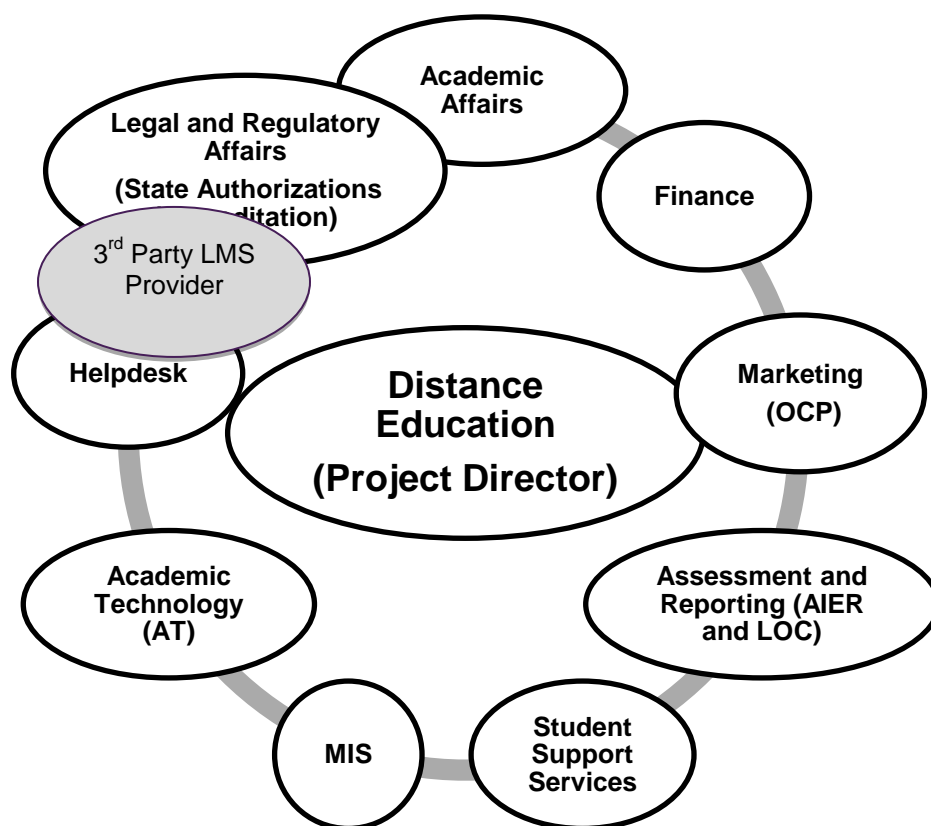 Academic
Affairs
Legal and Regulatory
Affairs
(State Authorizations
3rd Party LMS
Provider
Finance
Helpdesk
Distance
Education
(Project Director)
Marketing
(OCP)
Academic
Technology
(AT)
Assessment and
Reporting (AIER
and LOC)
MIS
Student
Support
Services